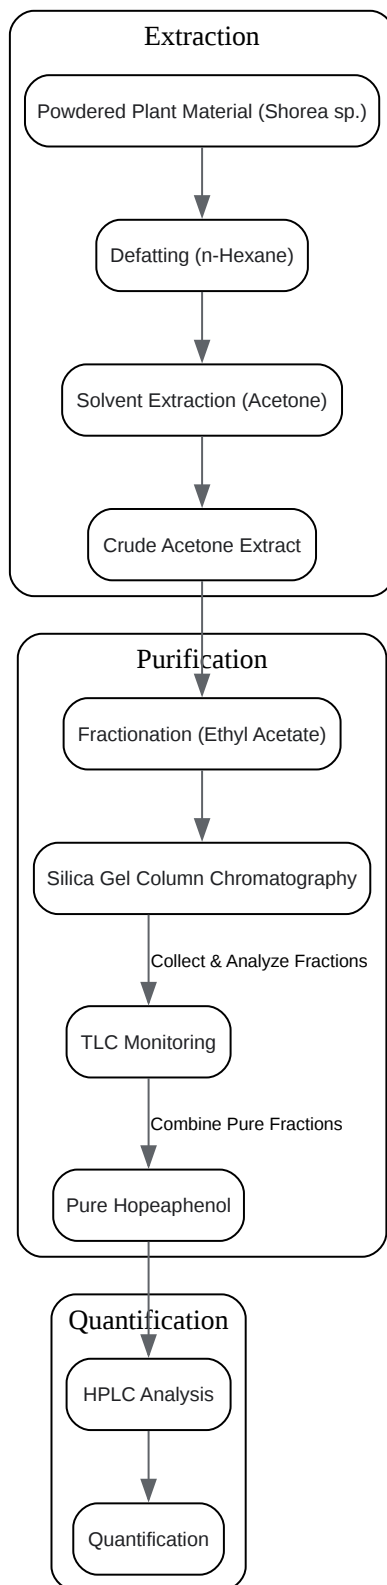 Extraction
Powdered Plant Material (Shorea sp.)
Defatting (n-Hexane)
Solvent Extraction (Acetone)
Crude Acetone Extract
Purification
Fractionation (Ethyl Acetate)
Silica Gel Column Chromatography
Collect & Analyze Fractions
TLC Monitoring
Combine Pure Fractions
Pure Hopeaphenol
Quantification
HPLC Analysis
Quantification